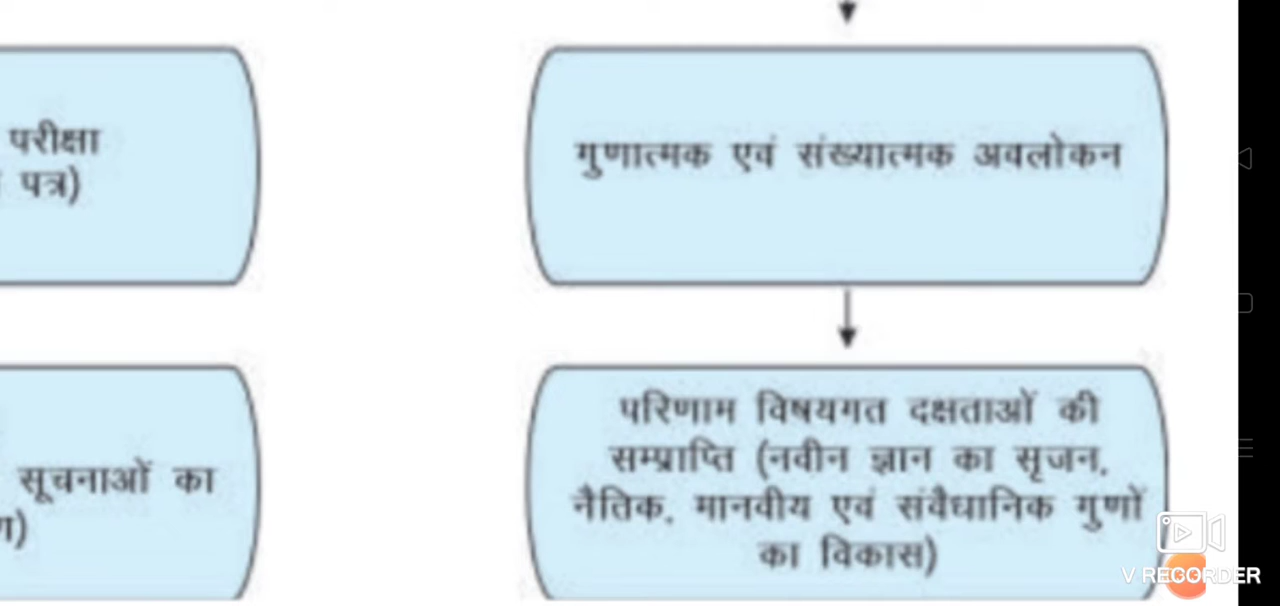 परीक्षा
पत्र)
गुणात्मक एवं संख्यात्मक अवलोकन
सूचनाओं का
परिणाम विषयगत दक्षताओं की
सम्प्राप्ति (नवीन ज्ञान का सृजन,
नैतिक, मानवीय एवं संवैधानिक गुणों
का विकास)
V RECORDER